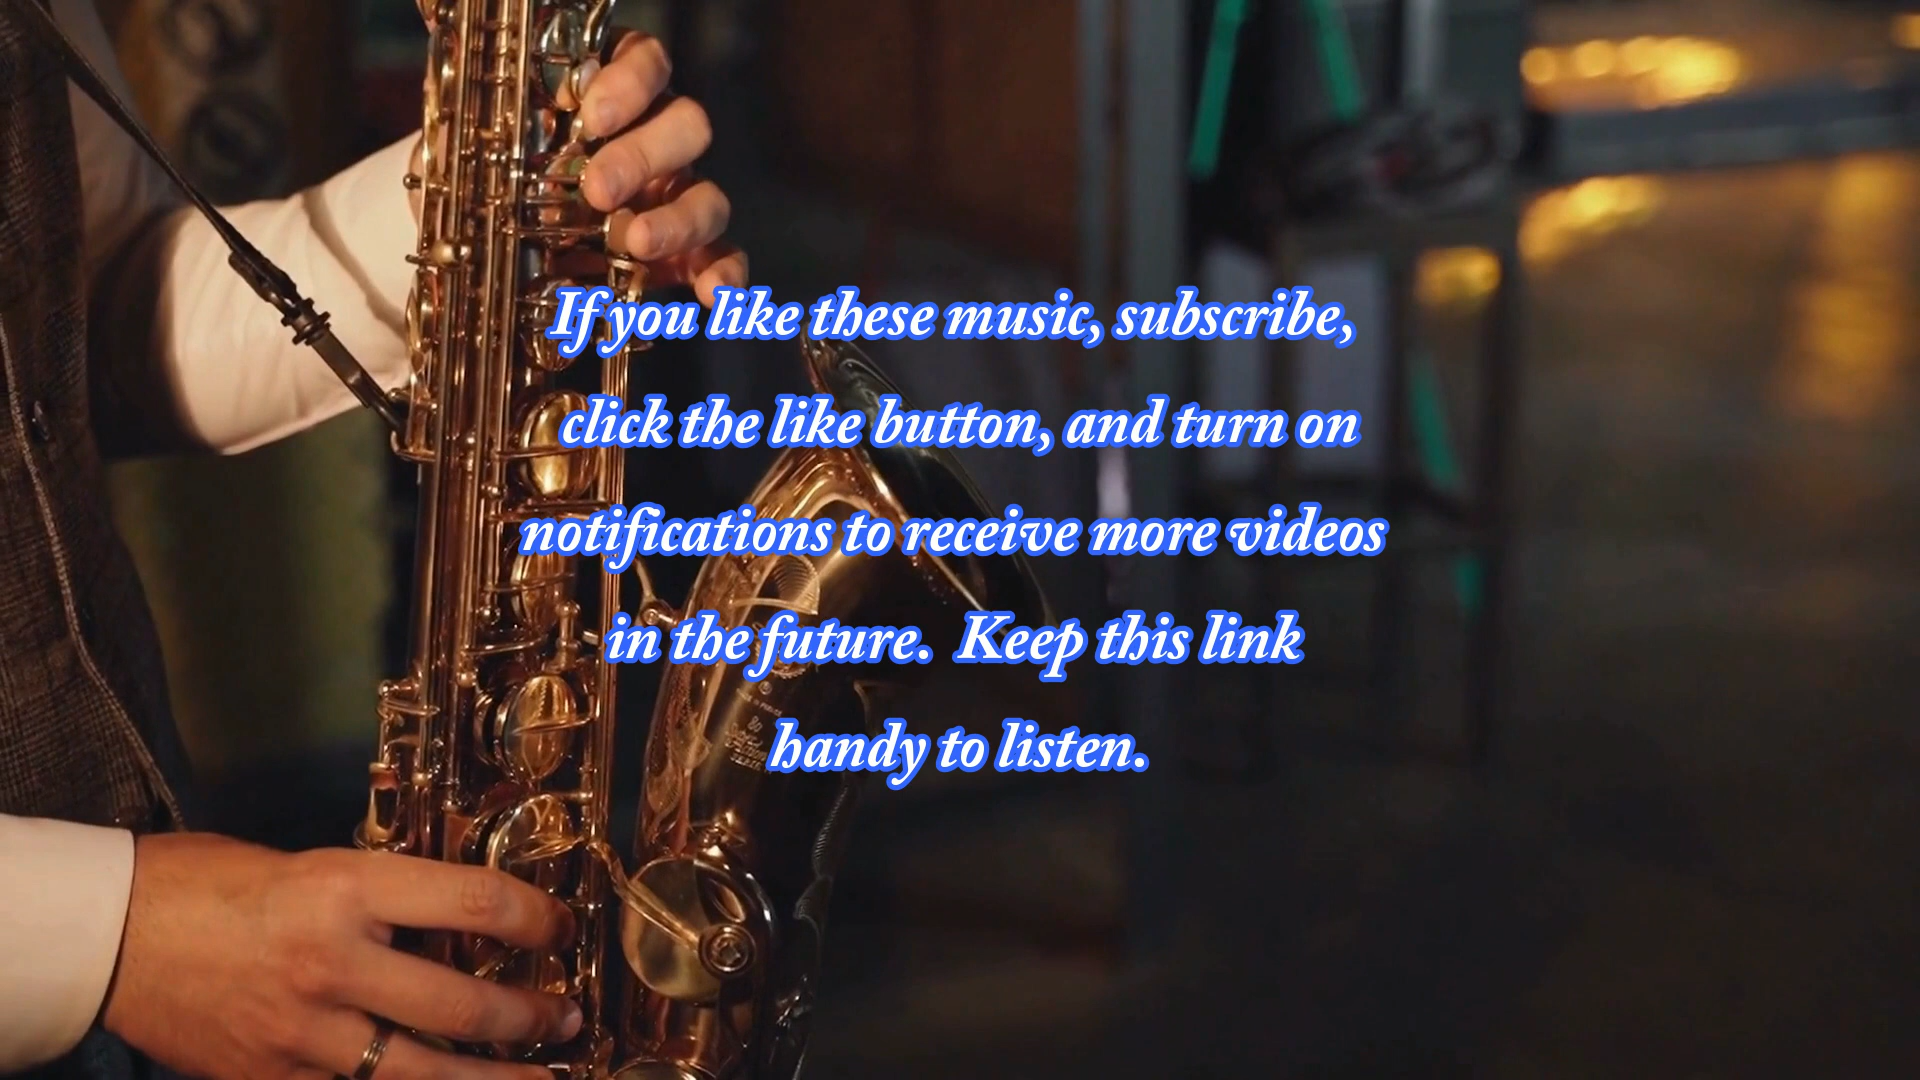 If you like these music, subscribe,
click the like button, and turn on
notifications to receive more videos
in the future. Keep this link
handy to listen.